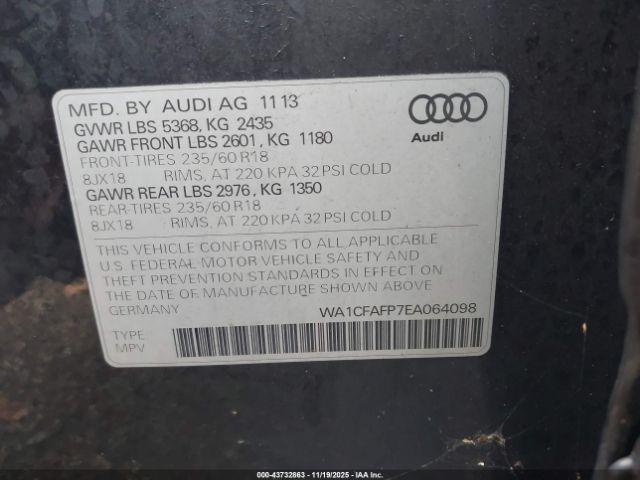 MFD. BY AUDI AG 11 13
GVWR LBS 5368, KG 2435
GAWR FRONT LBS 2601, KG 1180
FRONT-TIRES 235/60 R18
8JX18 RIMS, AT 220 KPA 32 PSI COLD
GAWR REAR LBS 2976, KG 1350
REAR-TIRES 235/60 R18
8JX18 RIMS, AT 220 KPA 32 PSI COLD
Audi
THIS VEHICLE CONFORMS TO ALL APPLICABLE
U.S. FEDERAL MOTOR VEHICLE SAFETY AND
THEFT PREVENTION STANDARDS IN EFFECT ON
THE DATE OF MANUFACTURE SHOWN ABOVE
GERMANY WA1CFAFP7EA064098
TYPE
MPV
000-43732863 - 11/19/2025 - IAA Inc.